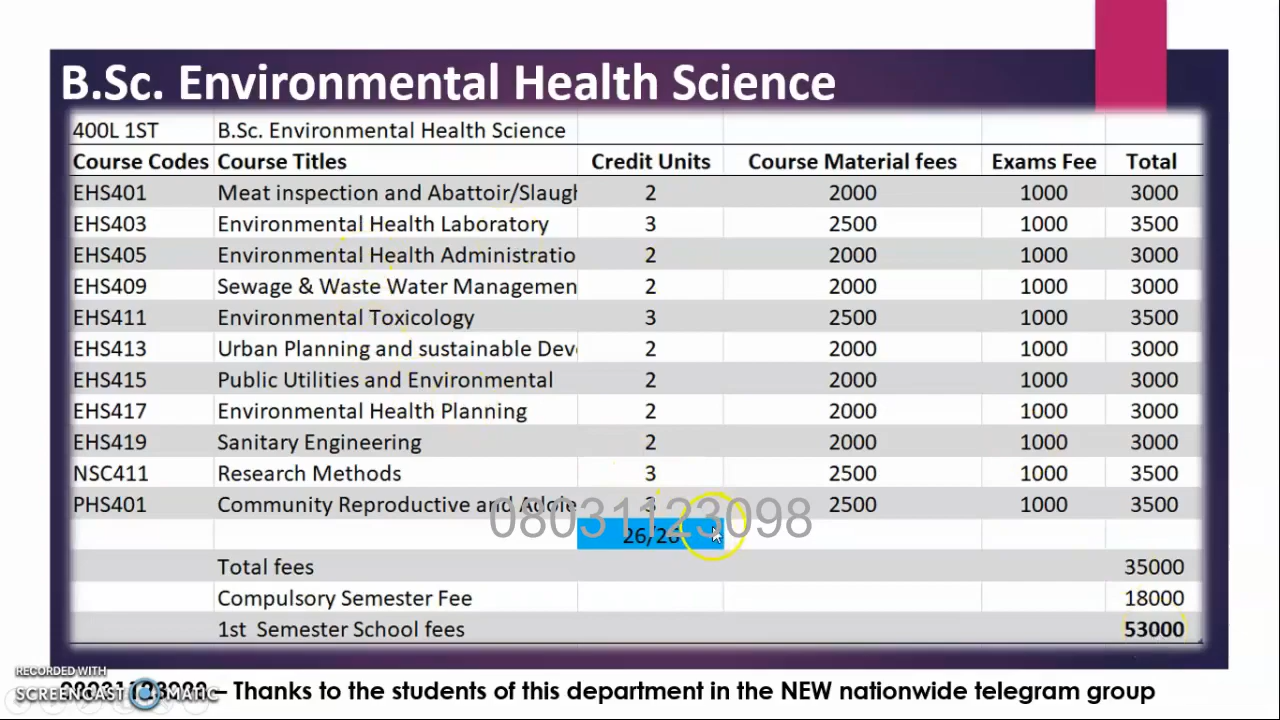 B.Sc. Environmental Health Science
400L 1ST B.Sc. Environmental Health Science
Course Codes Course Titles Credit Units Course Material fees Exams Fee Total
EHS401 Meat inspection and Abattoir/Slaugh 2 2000 1000 3000
EHS403 Environmental Health Laboratory 3 2500 1000 3500
EHS405 Environmental Health Administratio 2 2000 1000 3000
EHS409 Sewage & Waste Water Managemen 2 2000 1000 3000
EHS411 Environmental Toxicology 3 2500 1000 3500
EHS413 Urban Planning and sustainable Dev 2 2000 1000 3000
EHS415 Public Utilities and Environmental 2 2000 1000 3000
EHS417 Environmental Health Planning 2 2000 1000 3000
EHS419 Sanitary Engineering 2 2000 1000 3000
NSC411 Research Methods 3 2500 1000 3500
PHS401 Community Reproductive and Adole 3 2500 1000 3500
08031123098
26/26
Total fees 35000
Compulsory Semester Fee 18000
1st Semester School fees 53000
RECORDED WITH
SCREENCAST MATIC
– Thanks to the students of this department in the NEW nationwide telegram group